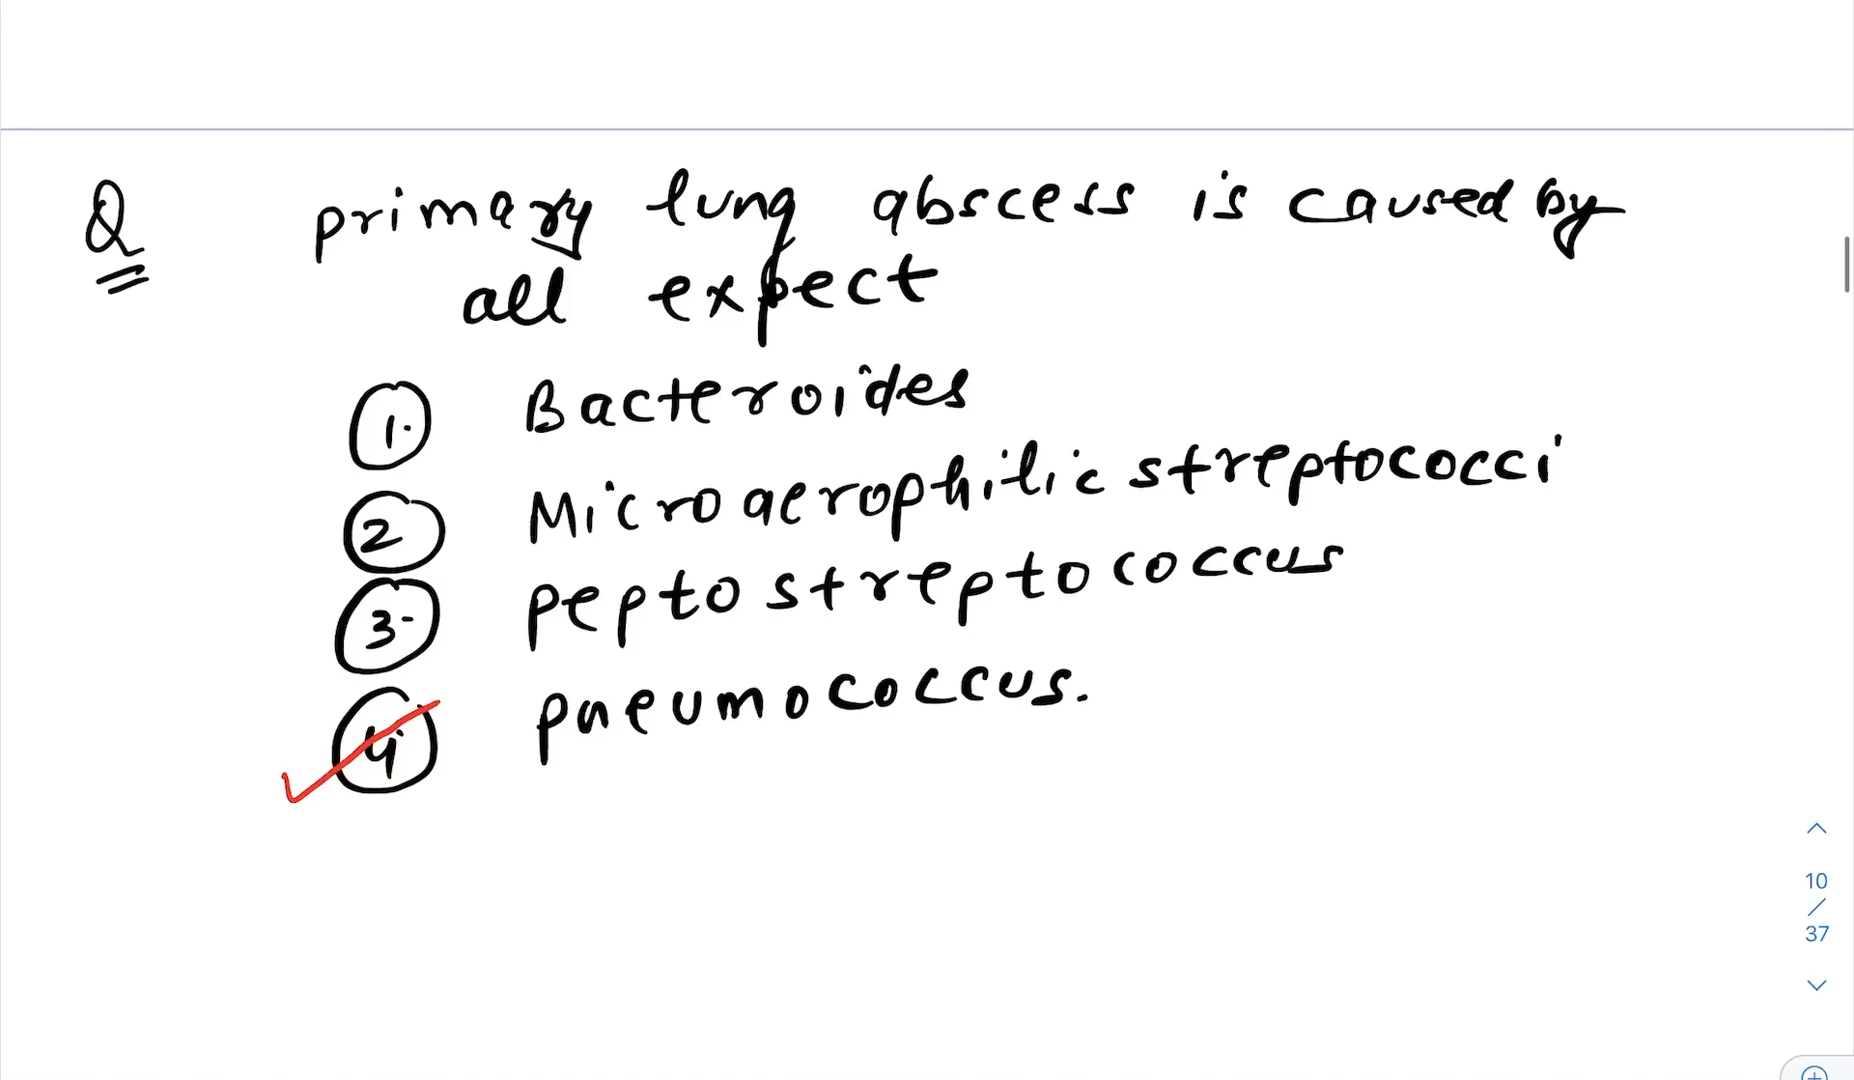 Q primary lung abscess is caused by
all expect
1. Bacteroides
2 Microaerophilic streptococci
3. peptostreptococcus
4. pneumococcus.
10
/
37